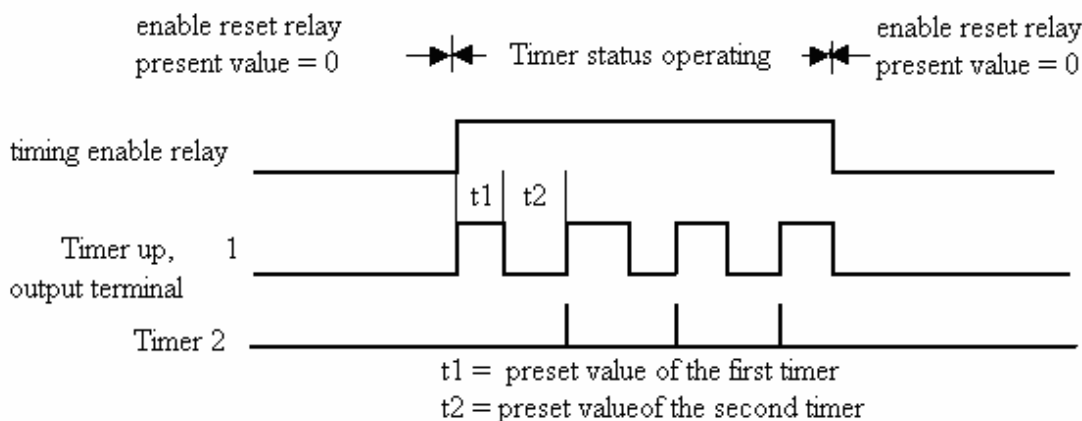 enable reset relay
present value = 0
Timer status operating
enable reset relay
present value = 0
timing enable relay
t1
t2
Timer up, 1
output terminal
Timer 2
t1 = preset value of the first timer
t2 = preset valueof the second timer